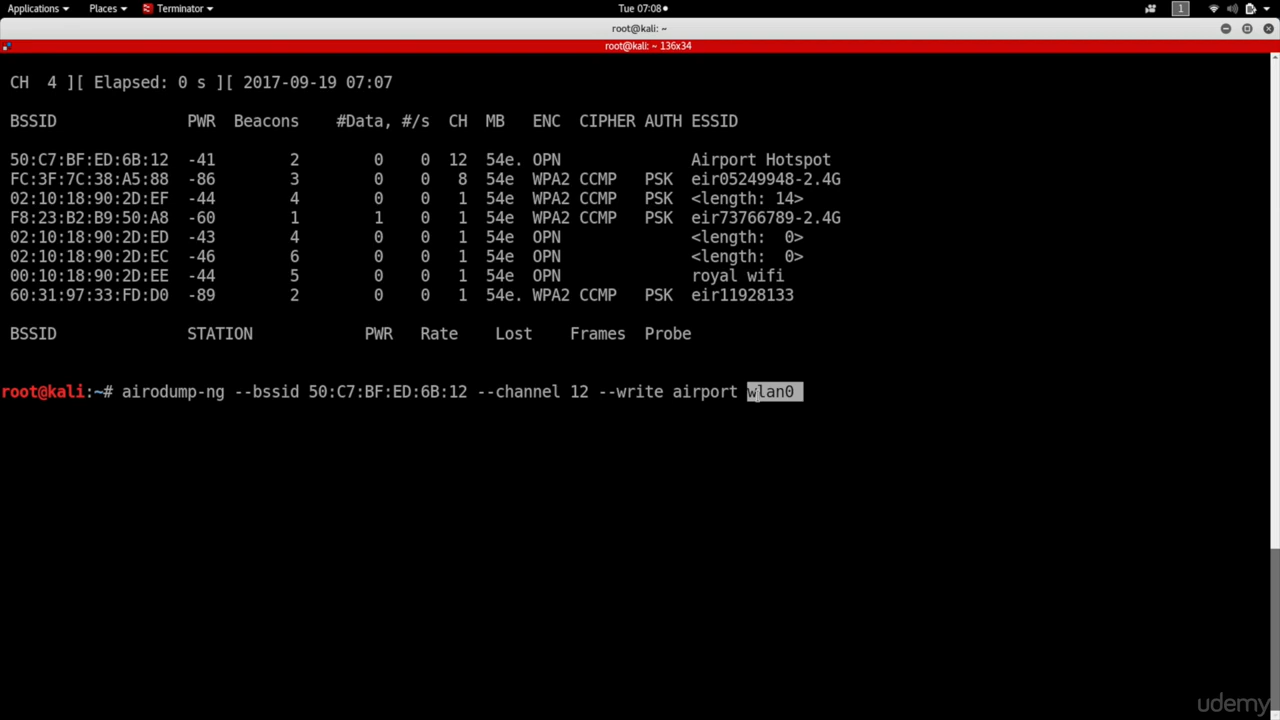 Applications Places Terminator Tue 07:08 1
root@kali: ~
root@kali: ~ 136x34
CH 4 ][ Elapsed: 0 s ][ 2017-09-19 07:07
BSSID PWR Beacons #Data, #/s CH MB ENC CIPHER AUTH ESSID
50:C7:BF:ED:6B:12 -41 2 0 0 12 54e. OPN Airport Hotspot
FC:3F:7C:38:A5:88 -86 3 0 0 8 54e WPA2 CCMP PSK eir05249948-2.4G
02:10:18:90:2D:EF -44 4 0 0 1 54e WPA2 CCMP PSK <length: 14>
F8:23:B2:B9:50:A8 -60 1 1 0 1 54e WPA2 CCMP PSK eir73766789-2.4G
02:10:18:90:2D:ED -43 4 0 0 1 54e OPN <length: 0>
02:10:18:90:2D:EC -46 6 0 0 1 54e OPN <length: 0>
00:10:18:90:2D:EE -44 5 0 0 1 54e OPN royal wifi
60:31:97:33:FD:D0 -89 2 0 0 1 54e. WPA2 CCMP PSK eir11928133
BSSID STATION PWR Rate Lost Frames Probe
root@kali:~# airodump-ng --bssid 50:C7:BF:ED:6B:12 --channel 12 --write airport wlan0
udemy